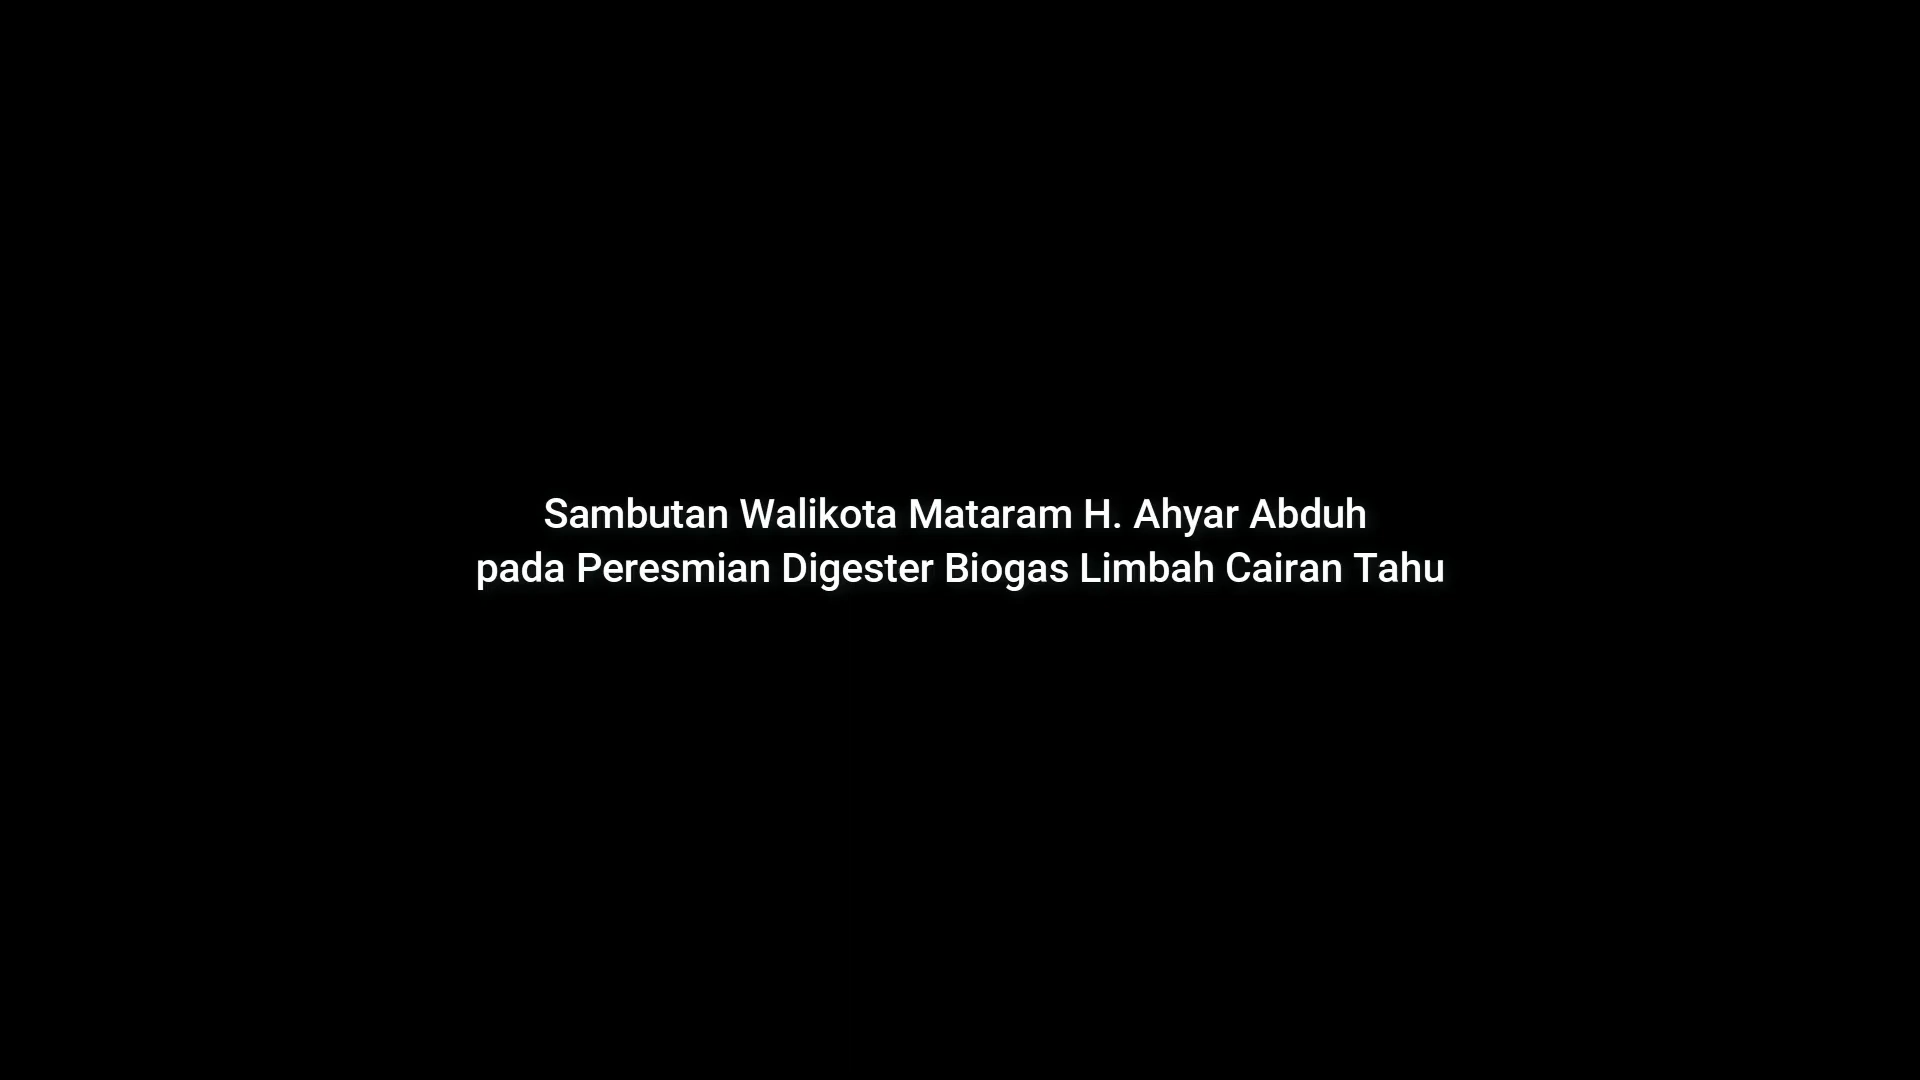 Sambutan Walikota Mataram H. Ahyar Abduh
pada Peresmian Digester Biogas Limbah Cairan Tahu